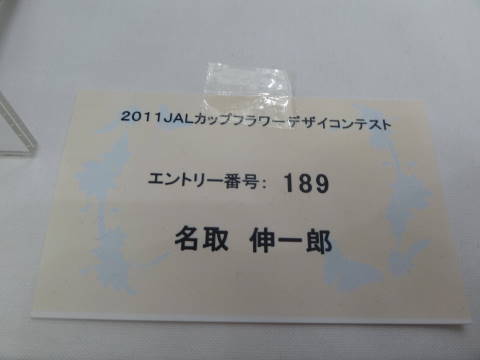 2011JALカップフラワーデザイコンテスト
エントリー番号： 189
名取　伸一郎